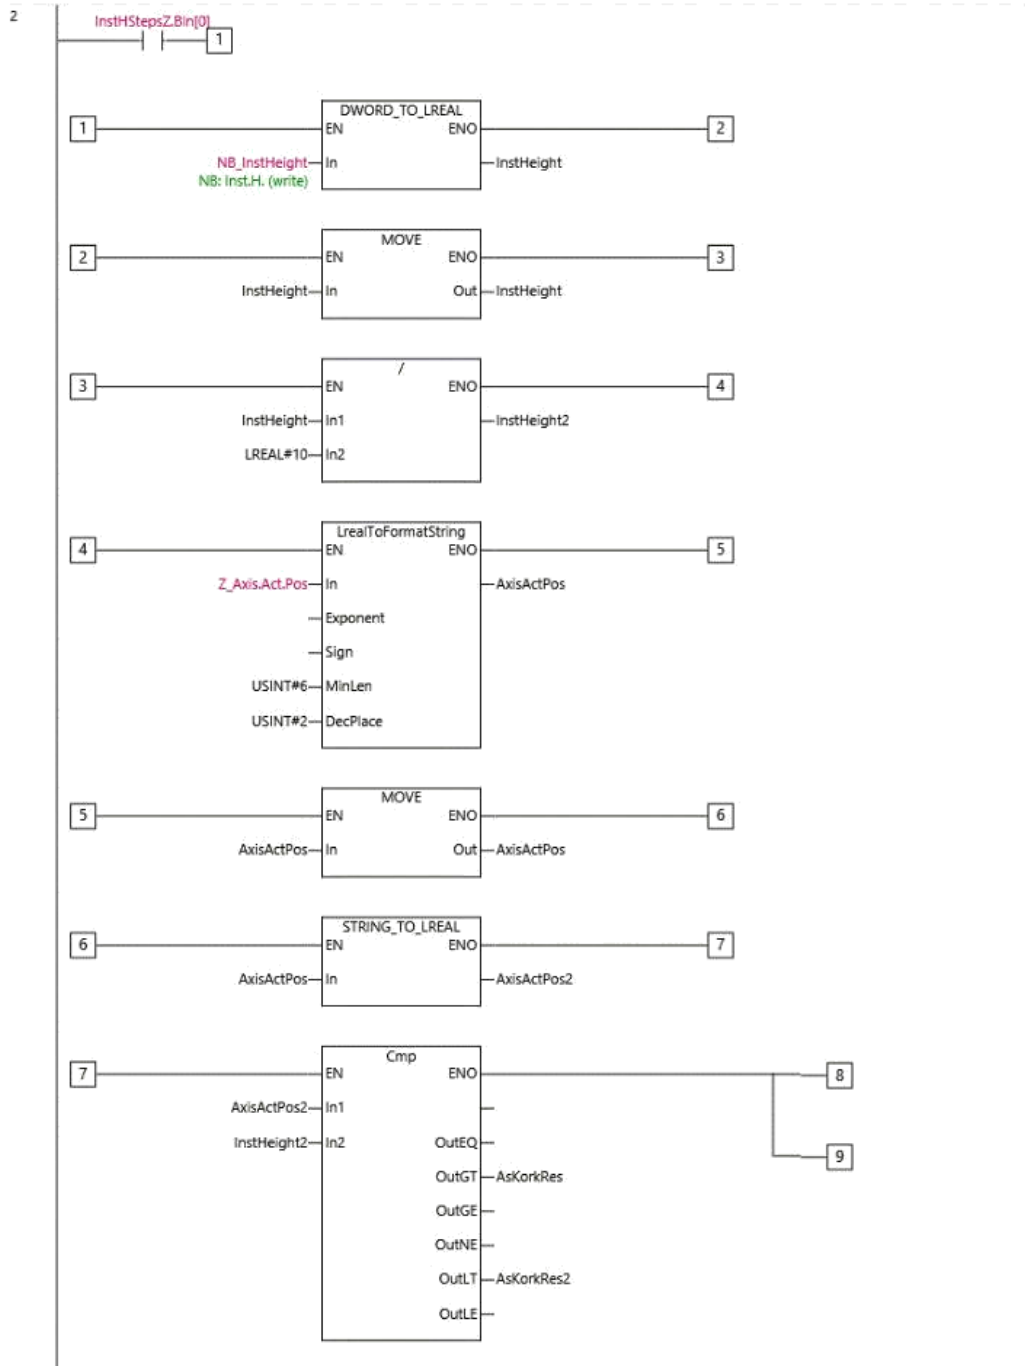 2
InstHStepsZ.Bin[0]
1
DWORD_TO_LREAL
1 EN ENO 2
NB_InstHeight In InstHeight
NB: Inst.H. (write)
MOVE
2 EN ENO 3
InstHeight In Out InstHeight
/
3 EN ENO 4
InstHeight In1 InstHeight2
LREAL#10 In2
LrealToFormatString
4 EN ENO 5
Z_Axis.Act.Pos In AxisActPos
Exponent
Sign
USINT#6 MinLen
USINT#2 DecPlace
MOVE
5 EN ENO 6
AxisActPos In Out AxisActPos
STRING_TO_LREAL
6 EN ENO 7
AxisActPos In AxisActPos2
Cmp
7 EN ENO 8
AxisActPos2 In1
InstHeight2 In2 OutEQ 9
OutGT AsKorkRes
OutGE
OutNE
OutLT AsKorkRes2
OutLE